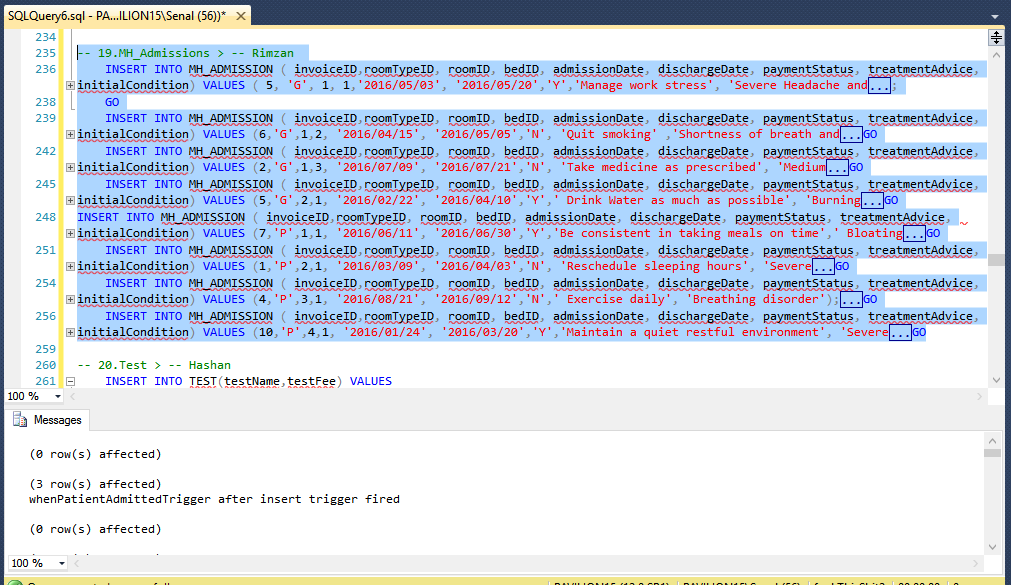 SQLQuery6.sql - PA...ILION15\Senal (56))* ✕
234
235 -- 19.MH_Admissions > -- Rimzan
236 INSERT INTO MH_ADMISSION ( invoiceID,roomTypeID, roomID, bedID, admissionDate, dischargeDate, paymentStatus, treatmentAdvice,
initialCondition) VALUES ( 5, 'G', 1, 1,'2016/05/03' , '2016/05/20','Y','Manage work stress', 'Severe Headache and...;
238 GO
239 INSERT INTO MH_ADMISSION ( invoiceID,roomTypeID, roomID, bedID, admissionDate, dischargeDate, paymentStatus, treatmentAdvice,
initialCondition) VALUES (6,'G',1,2, '2016/04/15', '2016/05/05','N', 'Quit smoking' ,'Shortness of breath and...GO
242 INSERT INTO MH_ADMISSION ( invoiceID,roomTypeID, roomID, bedID, admissionDate, dischargeDate, paymentStatus, treatmentAdvice,
initialCondition) VALUES (2,'G',1,3, '2016/07/09', '2016/07/21','N', 'Take medicine as prescribed', 'Medium...GO
245 INSERT INTO MH_ADMISSION ( invoiceID,roomTypeID, roomID, bedID, admissionDate, dischargeDate, paymentStatus, treatmentAdvice,
initialCondition) VALUES (5,'G',2,1, '2016/02/22', '2016/04/10','Y',' Drink Water as much as possible', 'Burning...GO
248 INSERT INTO MH_ADMISSION ( invoiceID,roomTypeID, roomID, bedID, admissionDate, dischargeDate, paymentStatus, treatmentAdvice,
initialCondition) VALUES (7,'P',1,1, '2016/06/11', '2016/06/30','Y','Be consistent in taking meals on time',' Bloating...GO
251 INSERT INTO MH_ADMISSION ( invoiceID,roomTypeID, roomID, bedID, admissionDate, dischargeDate, paymentStatus, treatmentAdvice,
initialCondition) VALUES (1,'P',2,1, '2016/03/09', '2016/04/03','N', 'Reschedule sleeping hours', 'Severe...GO
254 INSERT INTO MH_ADMISSION ( invoiceID,roomTypeID, roomID, bedID, admissionDate, dischargeDate, paymentStatus, treatmentAdvice,
initialCondition) VALUES (4,'P',3,1, '2016/08/21', '2016/09/12','N',' Exercise daily', 'Breathing disorder');...GO
256 INSERT INTO MH_ADMISSION ( invoiceID,roomTypeID, roomID, bedID, admissionDate, dischargeDate, paymentStatus, treatmentAdvice,
initialCondition) VALUES (10,'P',4,1, '2016/01/24', '2016/03/20','Y','Maintain a quiet restful environment', 'Severe...GO
259
260 -- 20.Test > -- Hashan
261 INSERT INTO TEST(testName,testFee) VALUES
100 %
Messages
(0 row(s) affected)
(3 row(s) affected)
whenPatientAdmittedTrigger after insert trigger fired
(0 row(s) affected)
100 %